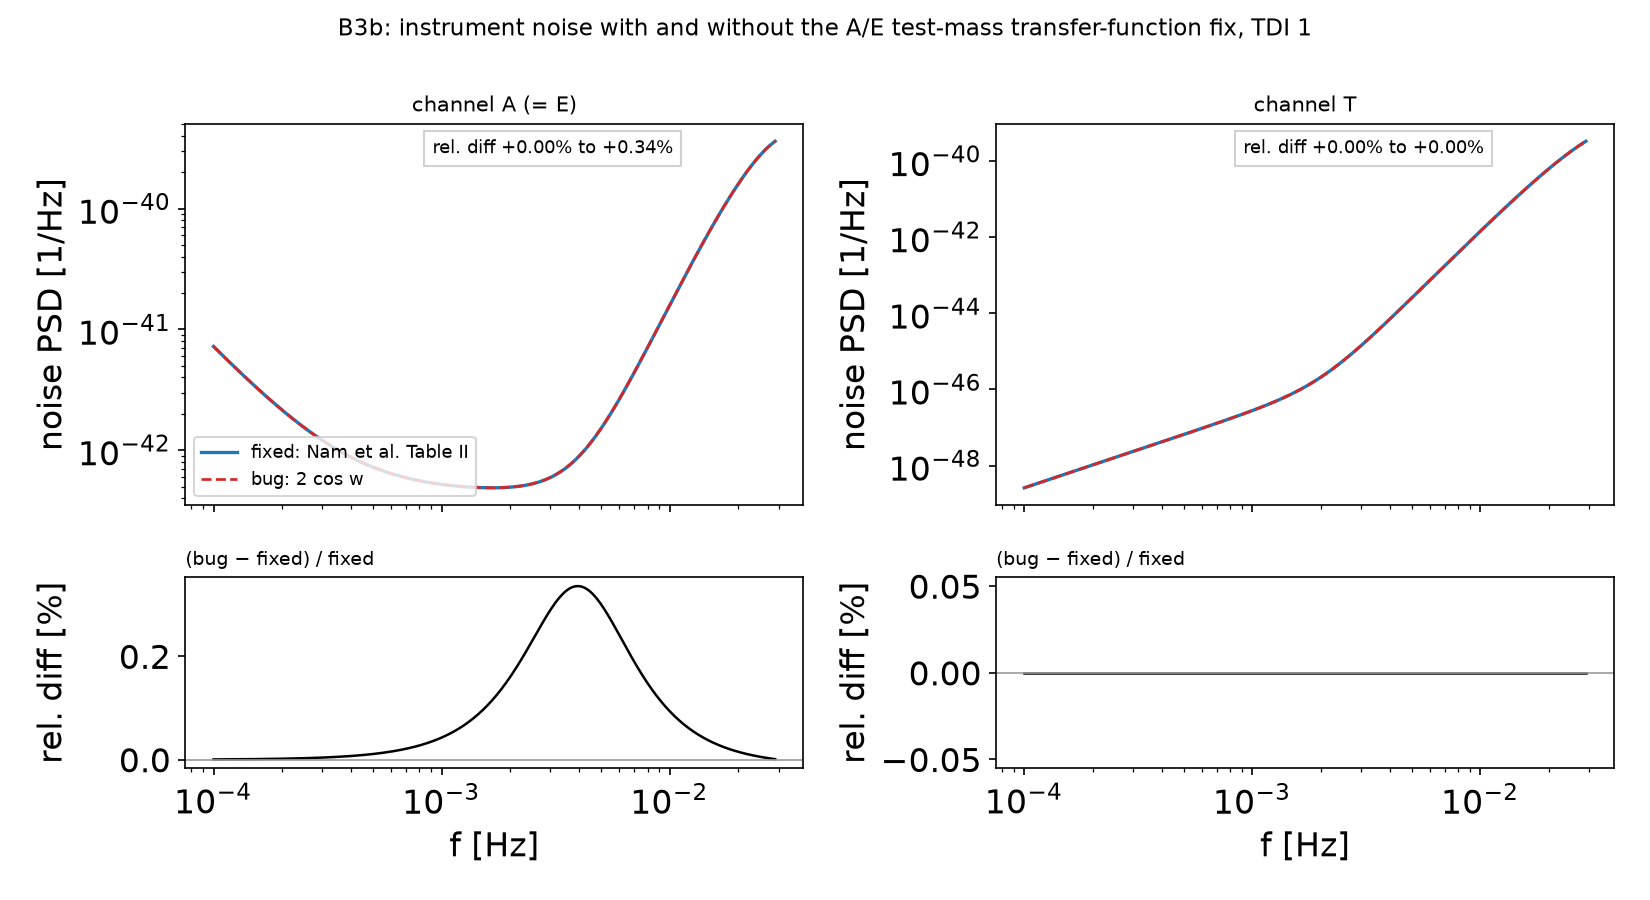 B3b: instrument noise with and without the A/E test-mass transfer-function fix, TDI 1
channel A (= E)
rel. diff +0.00% to +0.34%
noise PSD [1/Hz]
10⁻⁴⁰
10⁻⁴¹
10⁻⁴²
fixed: Nam et al. Table II
bug: 2 cos w
channel T
rel. diff +0.00% to +0.00%
noise PSD [1/Hz]
10⁻⁴⁰
10⁻⁴²
10⁻⁴⁴
10⁻⁴⁶
10⁻⁴⁸
(bug − fixed) / fixed
rel. diff [%]
0.2
0.0
10⁻⁴ 10⁻³ 10⁻²
f [Hz]
(bug − fixed) / fixed
rel. diff [%]
0.05
0.00
−0.05
10⁻⁴ 10⁻³ 10⁻²
f [Hz]